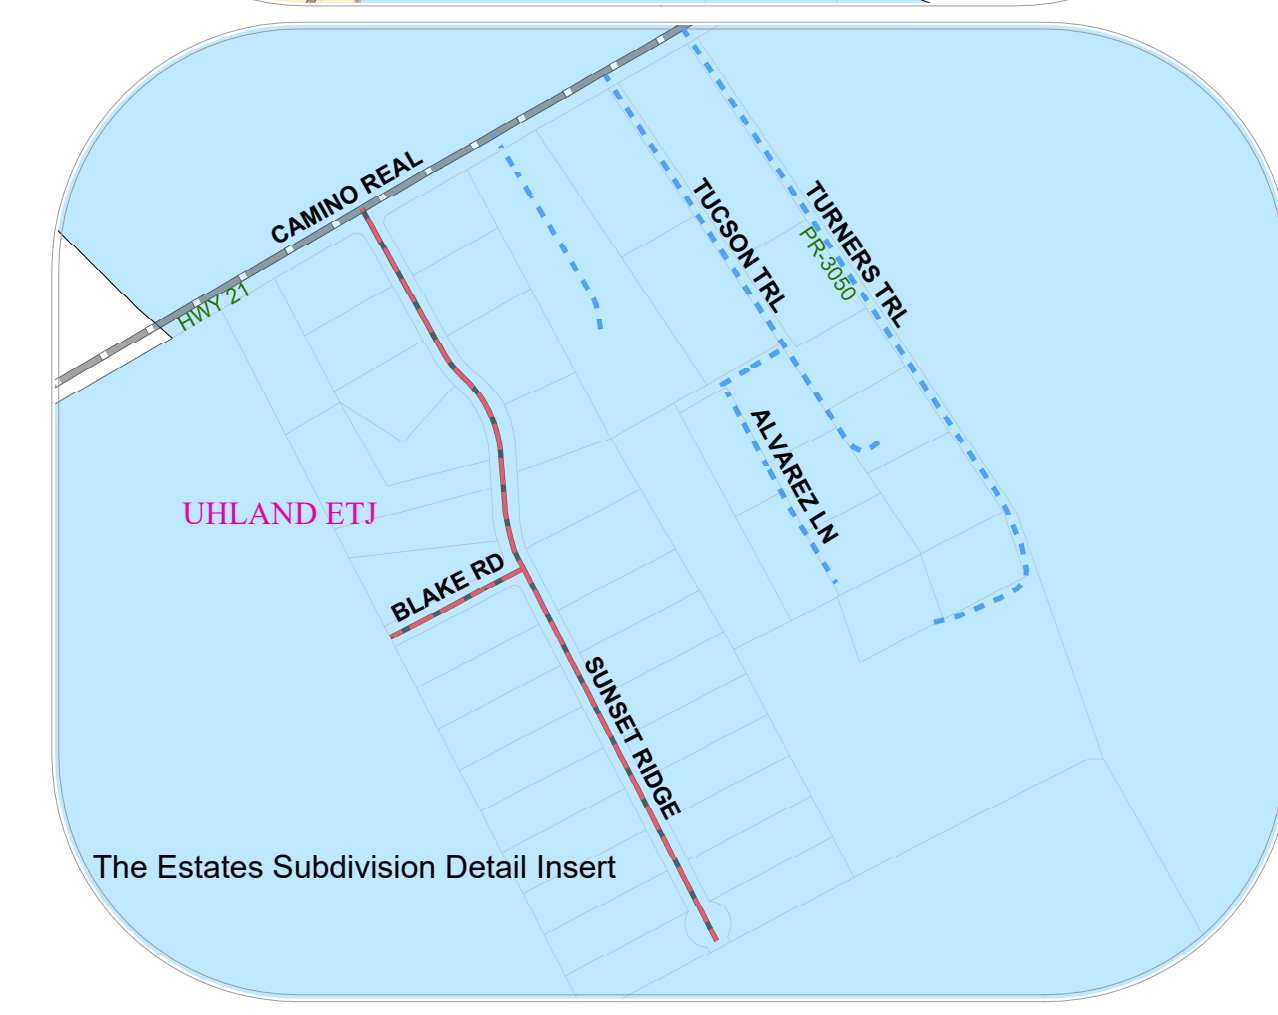 CAMINO REAL
HWY 21
TUCSON TRL
TURNERS TRL
PR-3050
ALVAREZ LN
UHLAND ETJ
BLAKE RD
SUNSET RIDGE
The Estates Subdivision Detail Insert